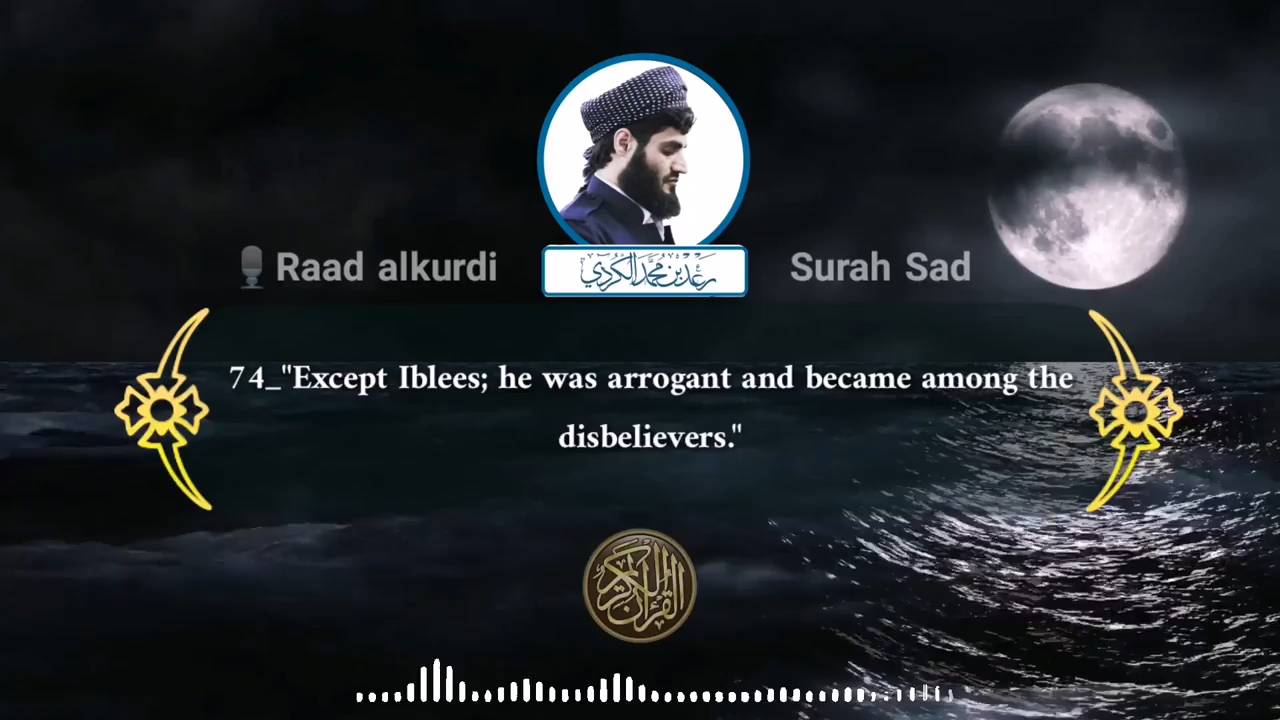 Raad alkurdi
رعد بن محمد الكردي
Surah Sad
74_"Except Iblees; he was arrogant and became among the
disbelievers."
القرآن الكريم